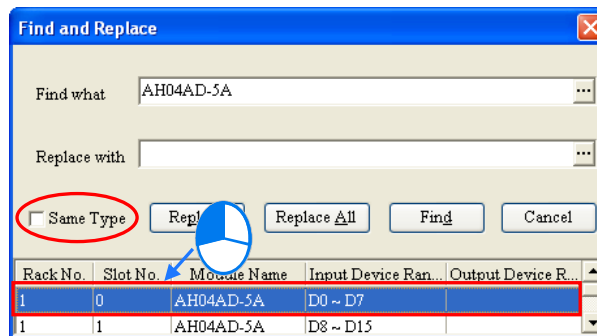 Find and Replace
Find what AH04AD-5A ...
Replace with ...
Same Type Replace All Find Cancel
Rack No. Slot No. Module Name Input Device Ran... Output Device R...
1 0 AH04AD-5A D0 ~ D7
1 1 AH04AD-5A D8 ~ D15